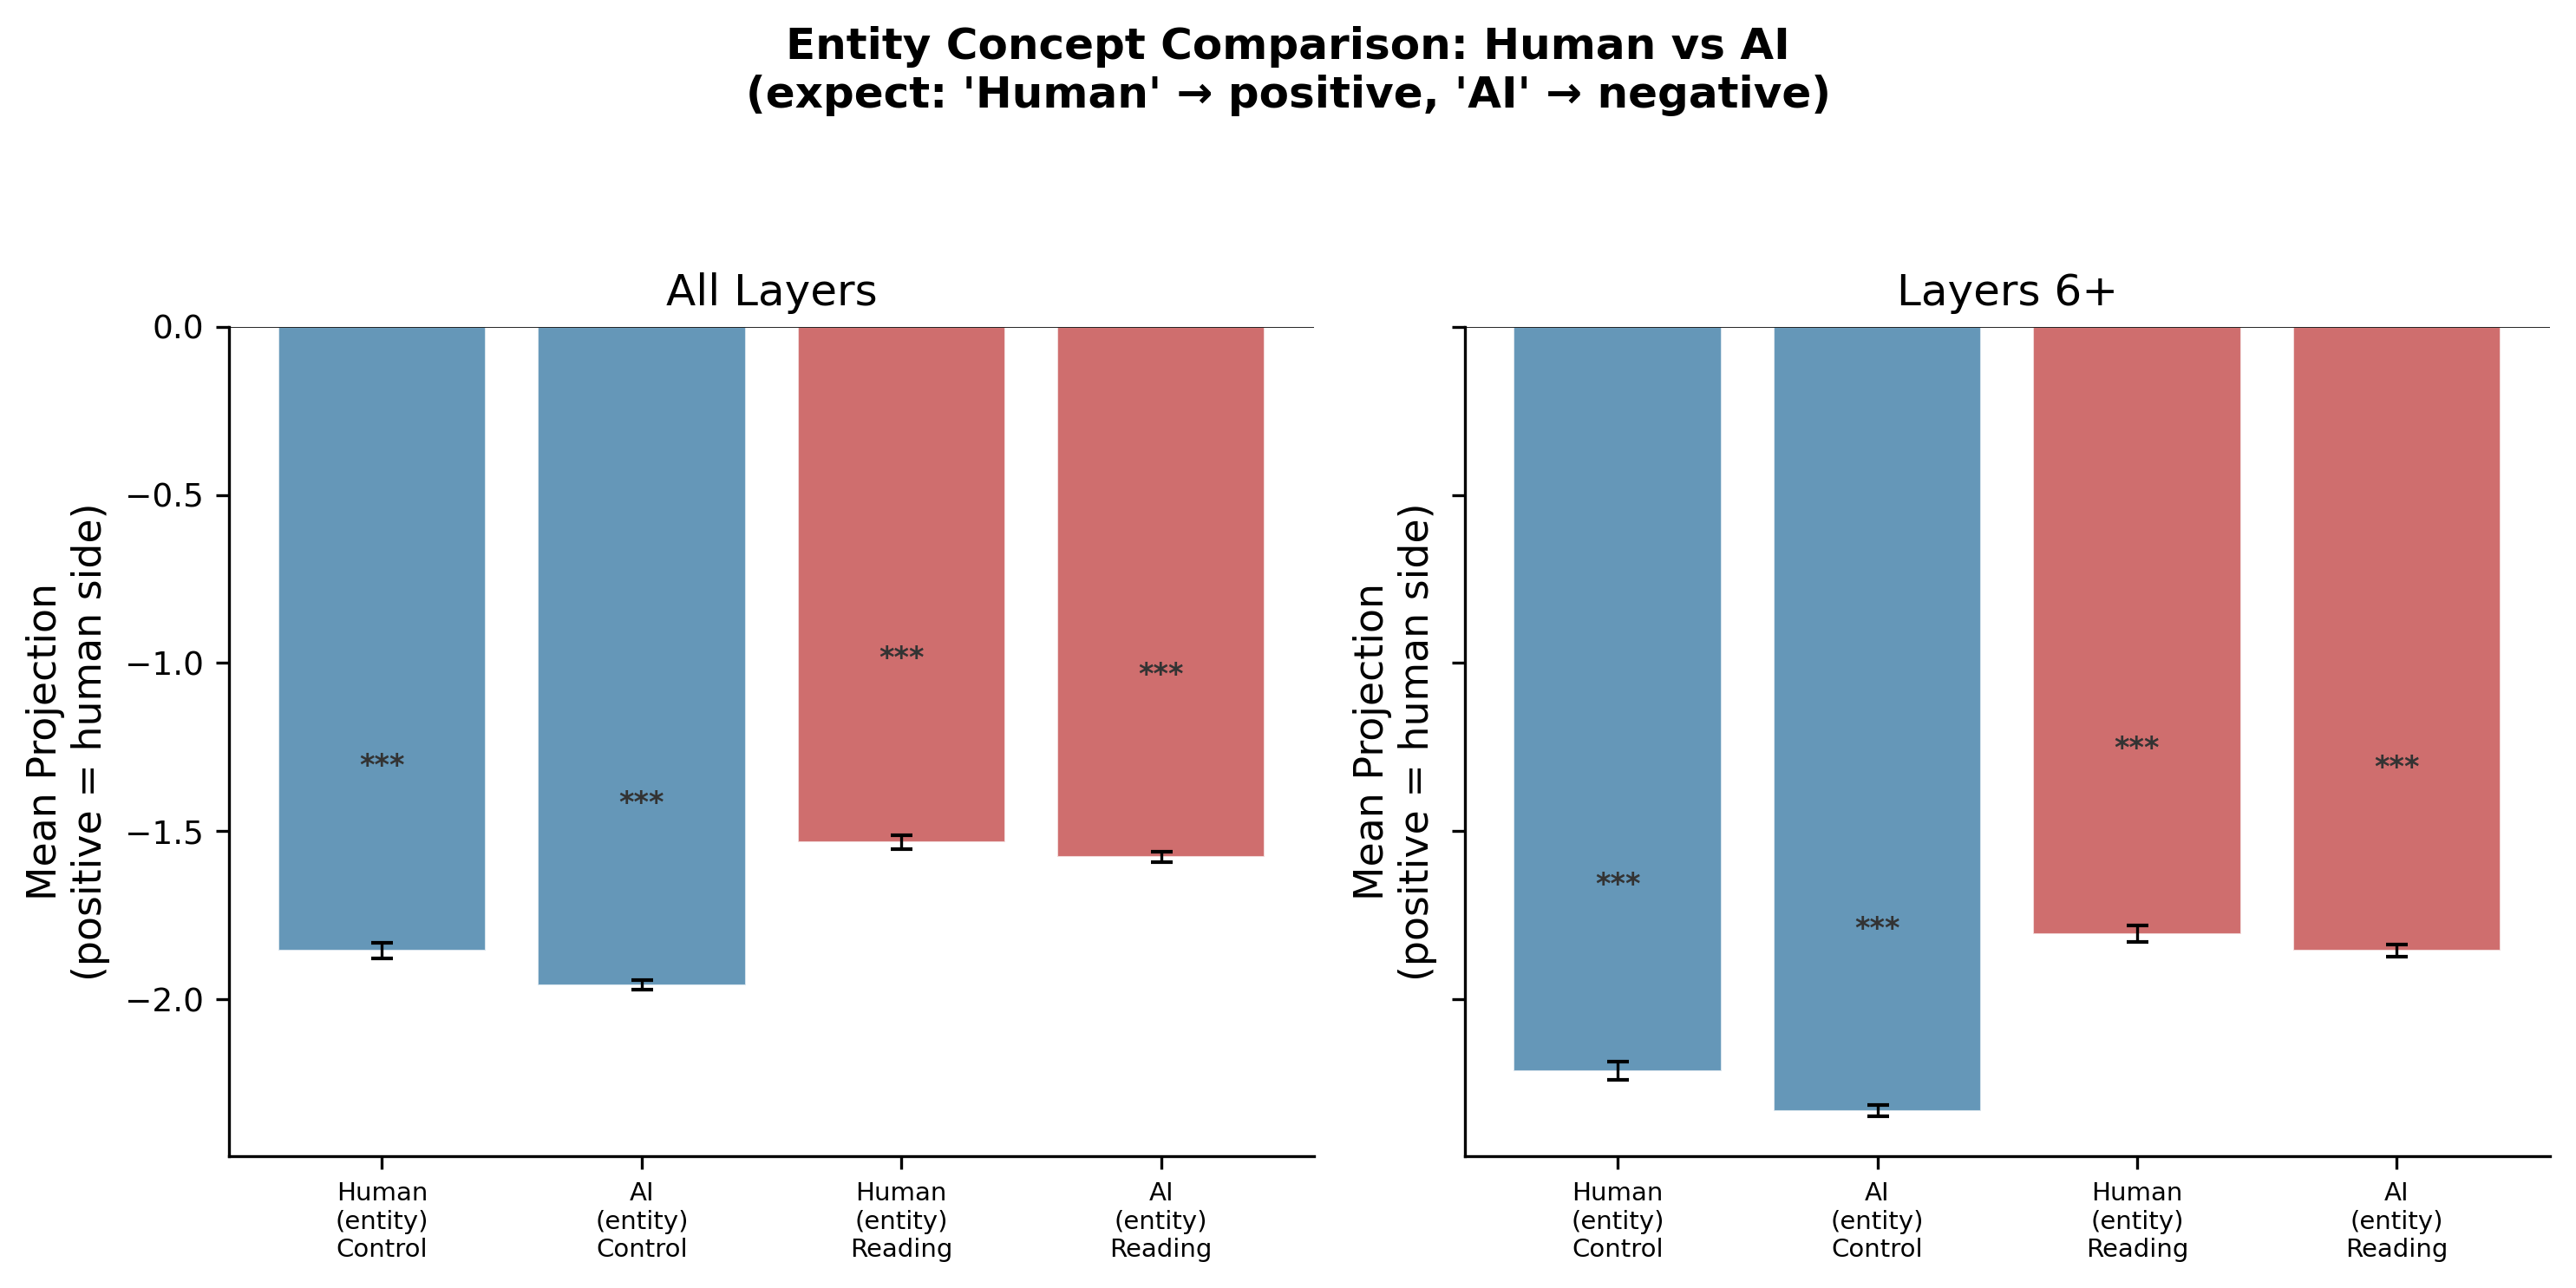 Entity Concept Comparison: Human vs AI
(expect: 'Human' → positive, 'AI' → negative)
All Layers
Mean Projection
(positive = human side)
0.0
−0.5
−1.0
−1.5
−2.0
***
***
***
***
Human
(entity)
Control
AI
(entity)
Control
Human
(entity)
Reading
AI
(entity)
Reading
Layers 6+
Mean Projection
(positive = human side)
***
***
***
***
Human
(entity)
Control
AI
(entity)
Control
Human
(entity)
Reading
AI
(entity)
Reading